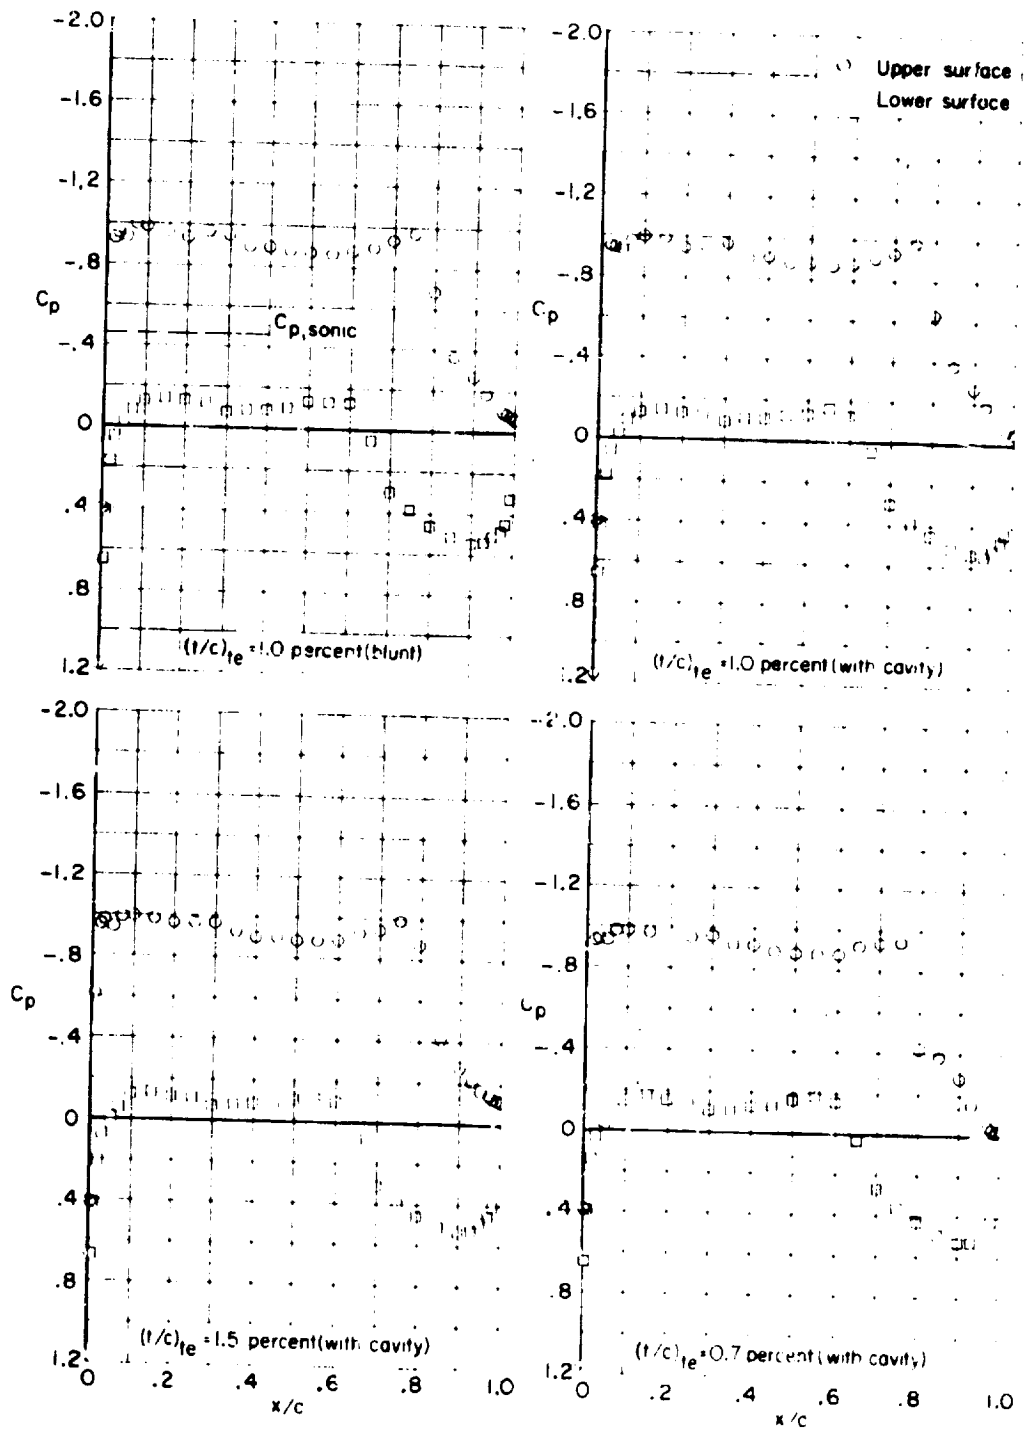 -2.0
-1.6
-1.2
-.8
Cp
-.4
0
.4
.8
1.2
Cp,sonic
(t/c)te =1.0 percent(blunt)
-2.0
-1.6
-1.2
-.8
Cp
-.4
0
.4
.8
1.2
Upper surface
Lower surface
(t/c)te =1.0 percent(with cavity)
-2.0
-1.6
-1.2
-.8
Cp
-.4
0
.4
.8
1.2
(t/c)te =1.5 percent(with cavity)
0 .2 .4 .6 .8 1.0
x/c
-2.0
-1.6
-1.2
-.8
Cp
-.4
0
.4
.8
1.2
(t/c)te =0.7 percent(with cavity)
0 .2 .4 .6 .8 1.0
x/c